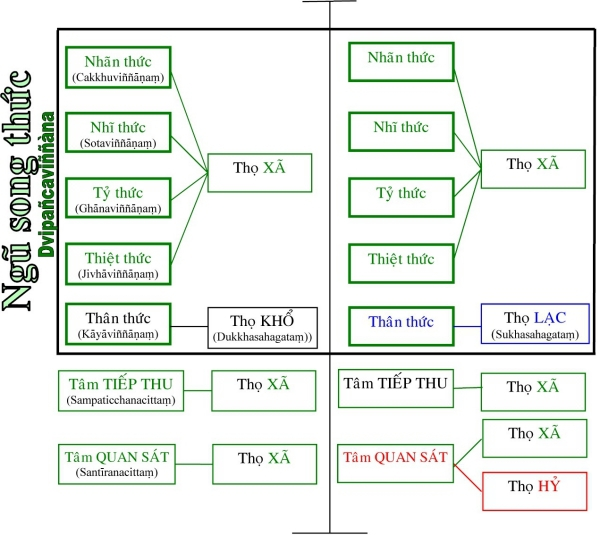 Ngũ song thức
Dvipañcaviññàna
Nhãn thức
(Cakkhuviññāṇaṃ)
Nhĩ thức
(Sotaviññāṇaṃ)
Tỷ thức
(Ghānaviññāṇaṃ)
Thiệt thức
(Jivhāviññāṇaṃ)
Thọ XÃ
Thân thức
(Kāyāviññāṇaṃ)
Thọ KHỔ
(Dukkhasahagataṃ))
Tâm TIẾP THU
(Sampaticchanacittaṃ)
Thọ XÃ
Tâm QUAN SÁT
(Santīranacittaṃ)
Thọ XÃ
Nhãn thức
Nhĩ thức
Tỷ thức
Thiệt thức
Thọ XÃ
Thân thức
Thọ LẠC
(Sukhasahagataṃ)
Tâm TIẾP THU
Thọ XÃ
Tâm QUAN SÁT
Thọ XÃ
Thọ HỶ